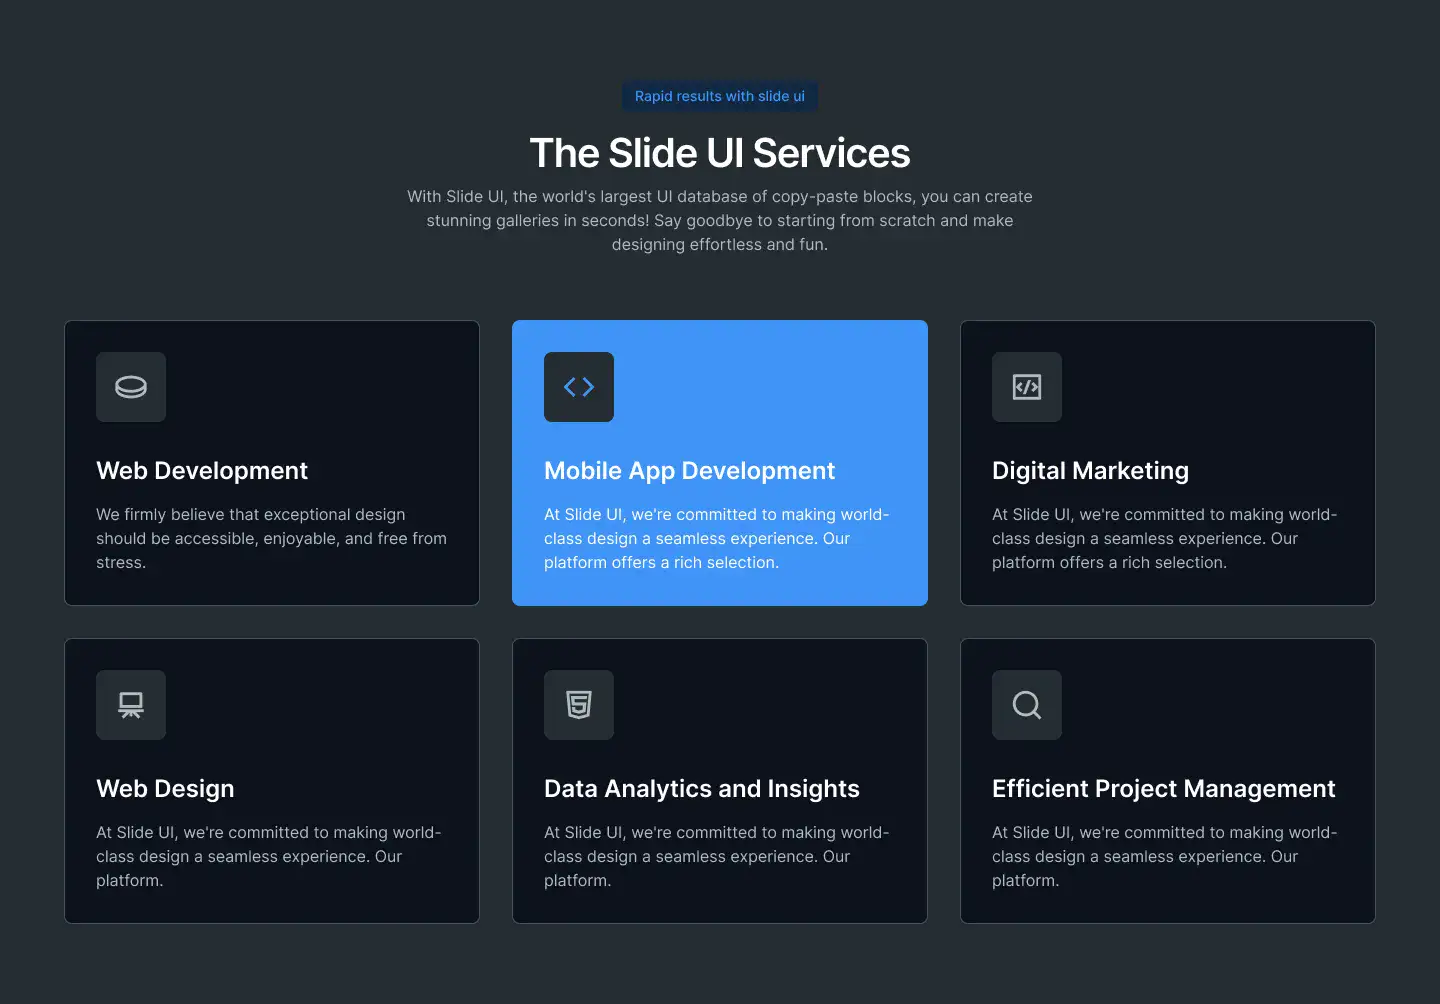 Rapid results with slide ui
The Slide UI Services
With Slide UI, the world's largest UI database of copy-paste blocks, you can create
stunning galleries in seconds! Say goodbye to starting from scratch and make
designing effortless and fun.
Web Development
We firmly believe that exceptional design
should be accessible, enjoyable, and free from
stress.
Mobile App Development
At Slide UI, we're committed to making world-
class design a seamless experience. Our
platform offers a rich selection.
Digital Marketing
At Slide UI, we're committed to making world-
class design a seamless experience. Our
platform offers a rich selection.
Web Design
At Slide UI, we're committed to making world-
class design a seamless experience. Our
platform.
Data Analytics and Insights
At Slide UI, we're committed to making world-
class design a seamless experience. Our
platform.
Efficient Project Management
At Slide UI, we're committed to making world-
class design a seamless experience. Our
platform.